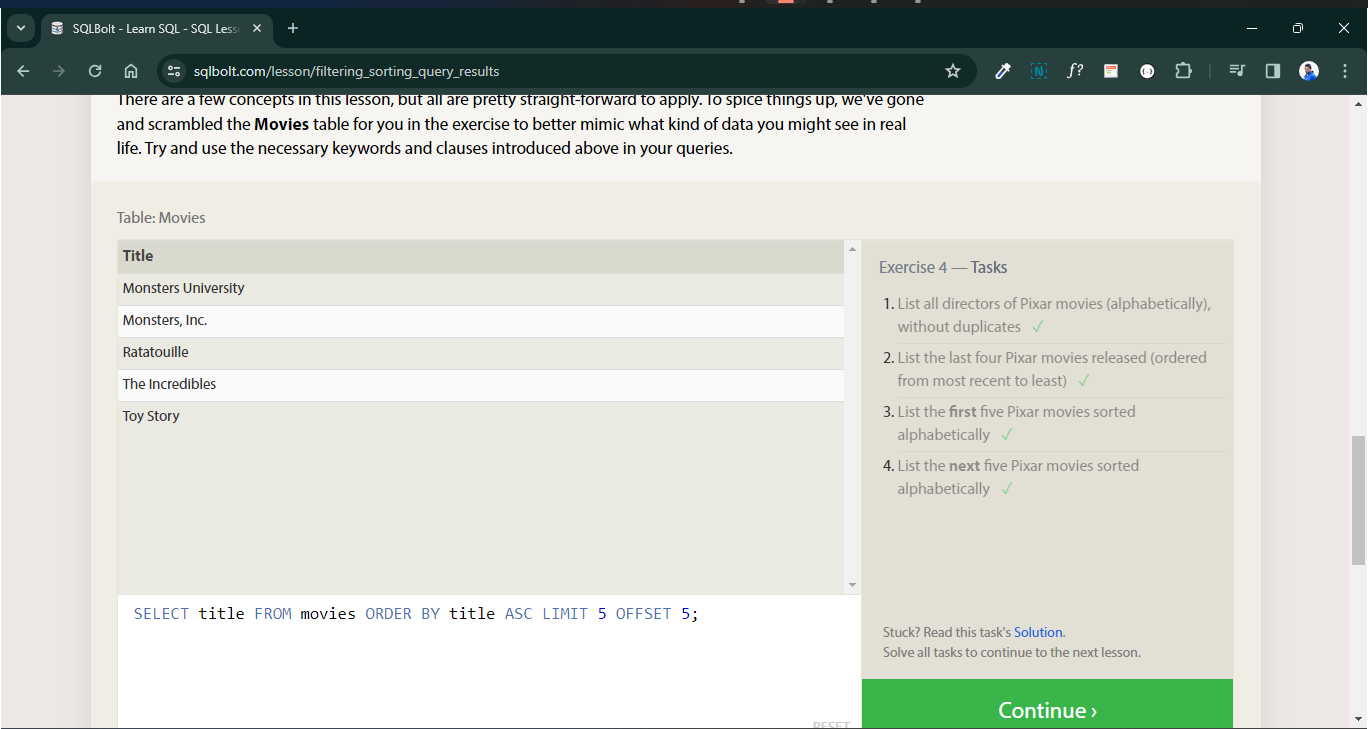 SQLBolt - Learn SQL - SQL Less
sqlbolt.com/lesson/filtering_sorting_query_results
f?
There are a few concepts in this lesson, but all are pretty straight-forward to apply. To spice things up, we've gone
and scrambled the Movies table for you in the exercise to better mimic what kind of data you might see in real
life. Try and use the necessary keywords and clauses introduced above in your queries.
Table: Movies
Title
Monsters University
Monsters, Inc.
Ratatouille
The Incredibles
Toy Story
SELECT title FROM movies ORDER BY title ASC LIMIT 5 OFFSET 5;
RESET
Exercise 4 — Tasks
1. List all directors of Pixar movies (alphabetically),
without duplicates ✓
2. List the last four Pixar movies released (ordered
from most recent to least) ✓
3. List the first five Pixar movies sorted
alphabetically ✓
4. List the next five Pixar movies sorted
alphabetically ✓
Stuck? Read this task's Solution.
Solve all tasks to continue to the next lesson.
Continue ›